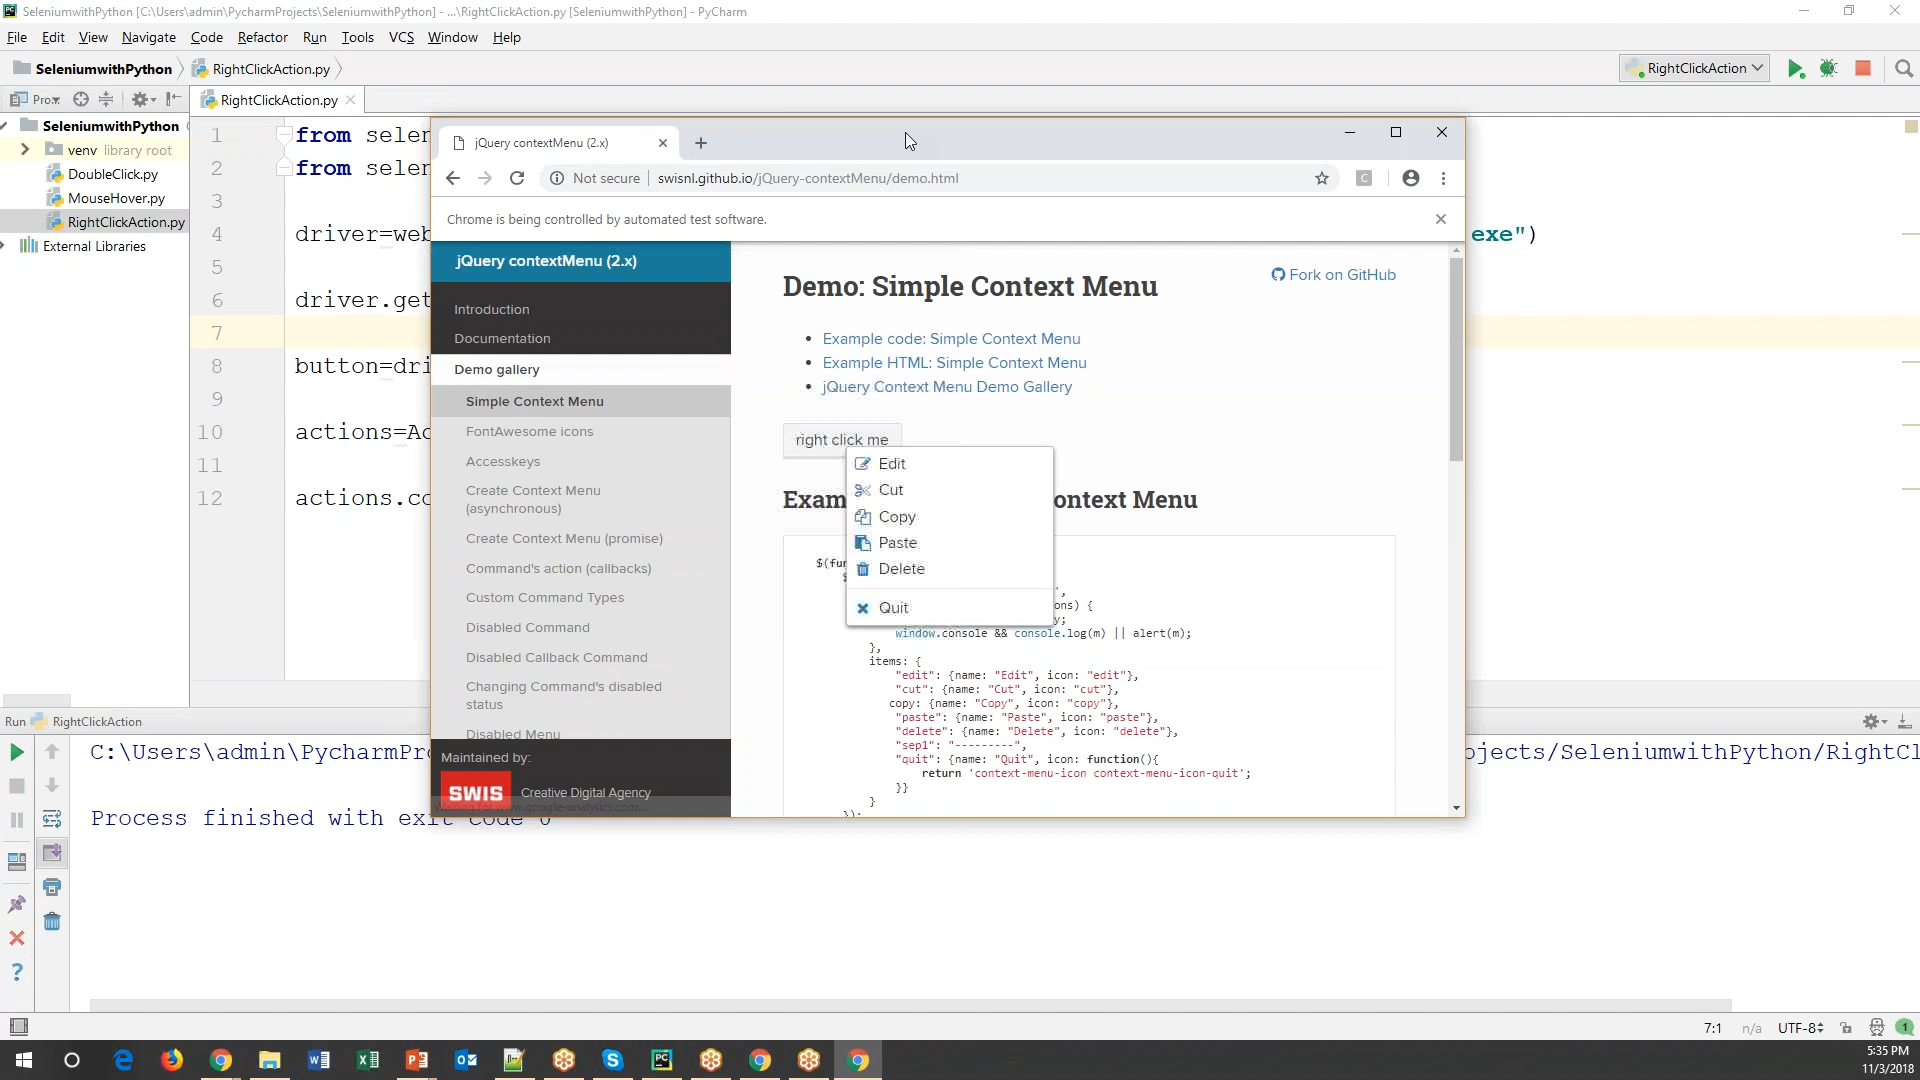 SeleniumwithPython [C:\Users\admin\PycharmProjects\SeleniumwithPython] - ...\RightClickAction.py [SeleniumwithPython] - PyCharm
File Edit View Navigate Code Refactor Run Tools VCS Window Help
SeleniumwithPython RightClickAction.py
RightClickAction
RightClickAction.py
SeleniumwithPython
venv library root
DoubleClick.py
MouseHover.py
RightClickAction.py
External Libraries
1 from selen
2 from selen
3
4 driver=web exe")
5
6 driver.get
7
8 button=dri
9
10 actions=Ac
11
12 actions.co
jQuery contextMenu (2.x)
Not secure swisnl.github.io/jQuery-contextMenu/demo.html
Chrome is being controlled by automated test software.
jQuery contextMenu (2.x)
Introduction
Documentation
Demo gallery
Simple Context Menu
FontAwesome icons
Accesskeys
Create Context Menu
(asynchronous)
Create Context Menu (promise)
Command's action (callbacks)
Custom Command Types
Disabled Command
Disabled Callback Command
Changing Command's disabled
status
Disabled Menu
Maintained by:
SWIS Creative Digital Agency
Demo: Simple Context Menu
Fork on GitHub
Example code: Simple Context Menu
Example HTML: Simple Context Menu
jQuery Context Menu Demo Gallery
right click me
Edit
Cut
Copy
Paste
Delete
Quit
Exam ontext Menu
$(fun
ons) {
window.console && console.log(m) || alert(m);
},
items: {
"edit": {name: "Edit", icon: "edit"},
"cut": {name: "Cut", icon: "cut"},
copy: {name: "Copy", icon: "copy"},
"paste": {name: "Paste", icon: "paste"},
"delete": {name: "Delete", icon: "delete"},
"sep1": "---------",
"quit": {name: "Quit", icon: function(){
return 'context-menu-icon context-menu-icon-quit';
}}
}
});
Run RightClickAction
C:\Users\admin\PycharmPr ojects/SeleniumwithPython/RightCl
Process finished with exit code 0
7:1 n/a UTF-8
1
5:35 PM
11/3/2018